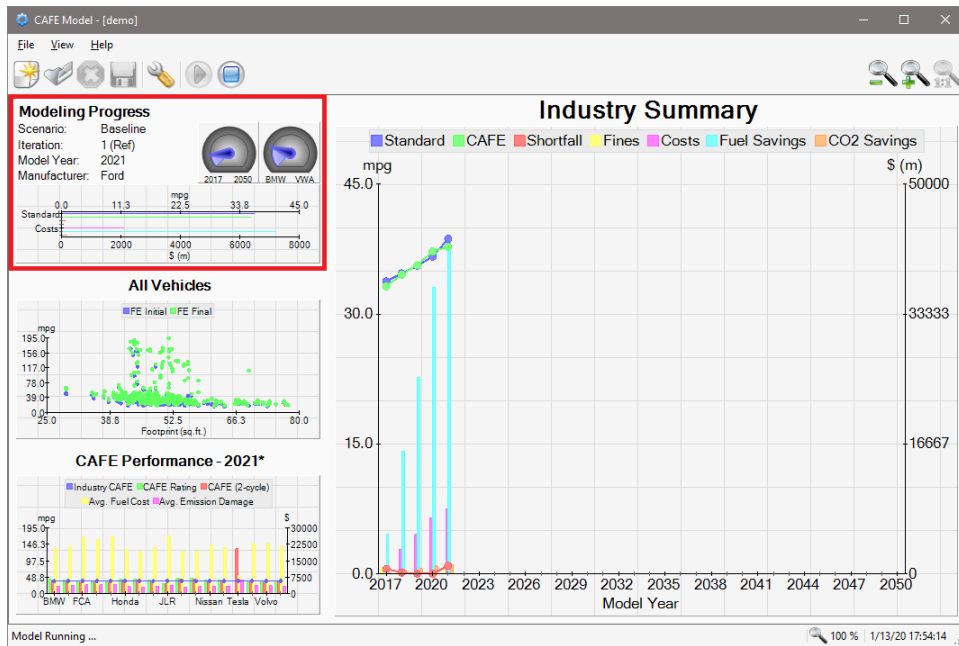 CAFE Model - [demo]
File View Help
Modeling Progress
Scenario: Baseline
Iteration: 1 (Ref)
Model Year: 2021
Manufacturer: Ford
2017 2050 BMW VWA
mpg
0.0 11.3 22.5 33.8 45.0
Standard
Costs
0 2000 4000 6000 8000
$ (m)
All Vehicles
FE Initial FE Final
mpg
195.0
156.0
117.0
78.0
39.0
0.0
25.0 38.8 52.5 66.3 80.0
Footprint (sq.ft.)
CAFE Performance - 2021*
Industry CAFE CAFE Rating CAFE (2-cycle)
Avg. Fuel Cost Avg. Emission Damage
mpg $
195.0 30000
146.3 22500
97.5 15000
48.8 7500
0.0 0
BMW FCA Honda JLR Nissan Tesla Volvo
Industry Summary
Standard CAFE Shortfall Fines Costs Fuel Savings CO2 Savings
mpg $ (m)
45.0 50000
30.0 33333
15.0 16667
0.0 0
2017 2020 2023 2026 2029 2032 2035 2038 2041 2044 2047 2050
Model Year
Model Running ... 100 % 1/13/20 17:54:14